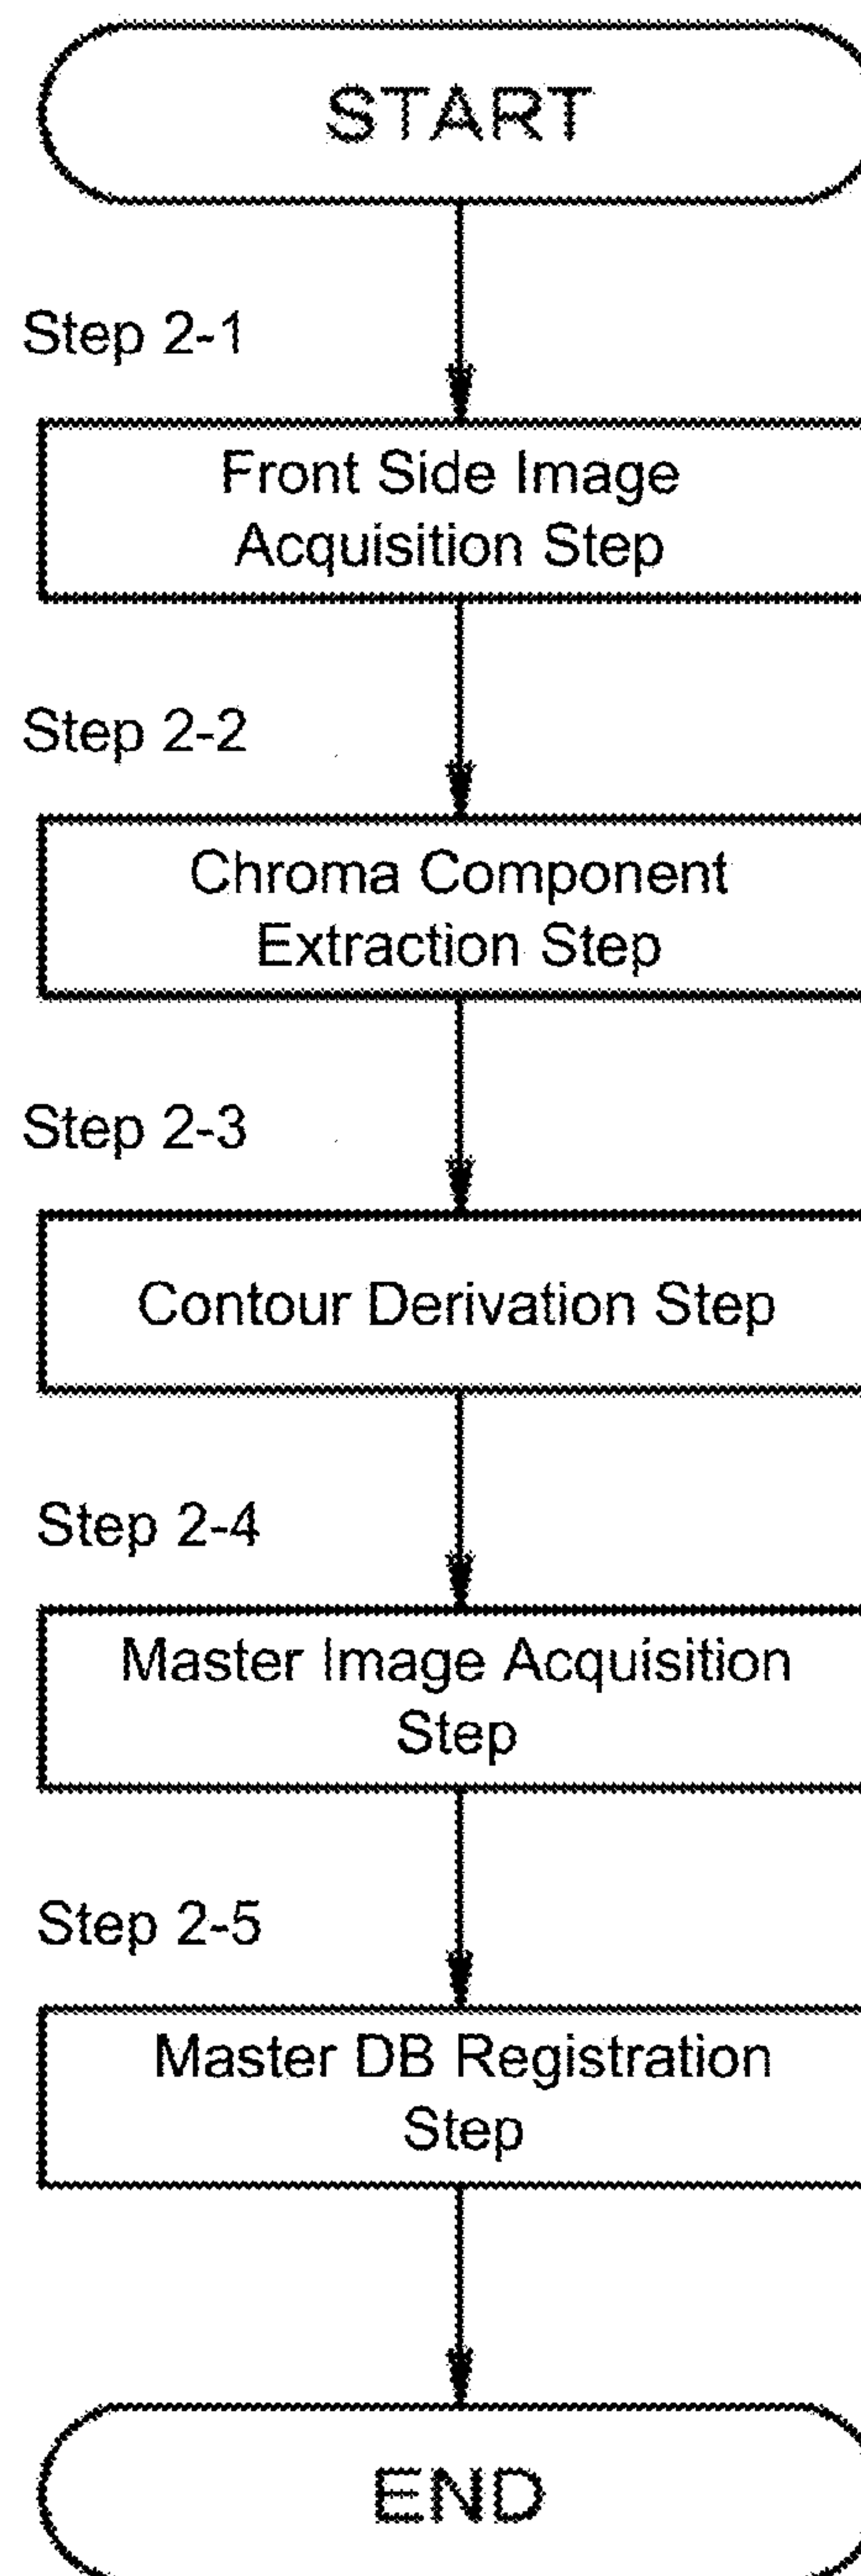 START
Step 2-1
Front Side Image
Acquisition Step
Step 2-2
Chroma Component
Extraction Step
Step 2-3
Contour Derivation Step
Step 2-4
Master Image Acquisition
Step
Step 2-5
Master DB Registration
Step
END